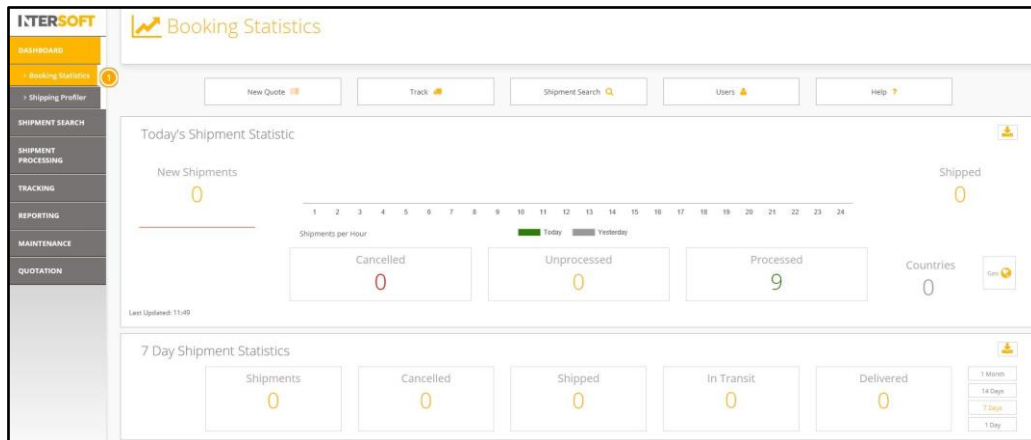 INTERSOFT
Booking Statistics
DASHBOARD
> Booking Statistics
1
> Shipping Profiler
SHIPMENT SEARCH
SHIPMENT
PROCESSING
TRACKING
REPORTING
MAINTENANCE
QUOTATION
New Quote
Track
Shipment Search
Users
Help ?
Today's Shipment Statistic
New Shipments
0
Shipped
0
1 2 3 4 5 6 7 8 9 10 11 12 13 14 15 16 17 18 19 20 21 22 23 24
Shipments per Hour
Today Yesterday
Cancelled
0
Unprocessed
0
Processed
9
Countries
0
Geo
Last Updated: 11:49
7 Day Shipment Statistics
Shipments
0
Cancelled
0
Shipped
0
In Transit
0
Delivered
0
1 Month
14 Days
7 Days
1 Day